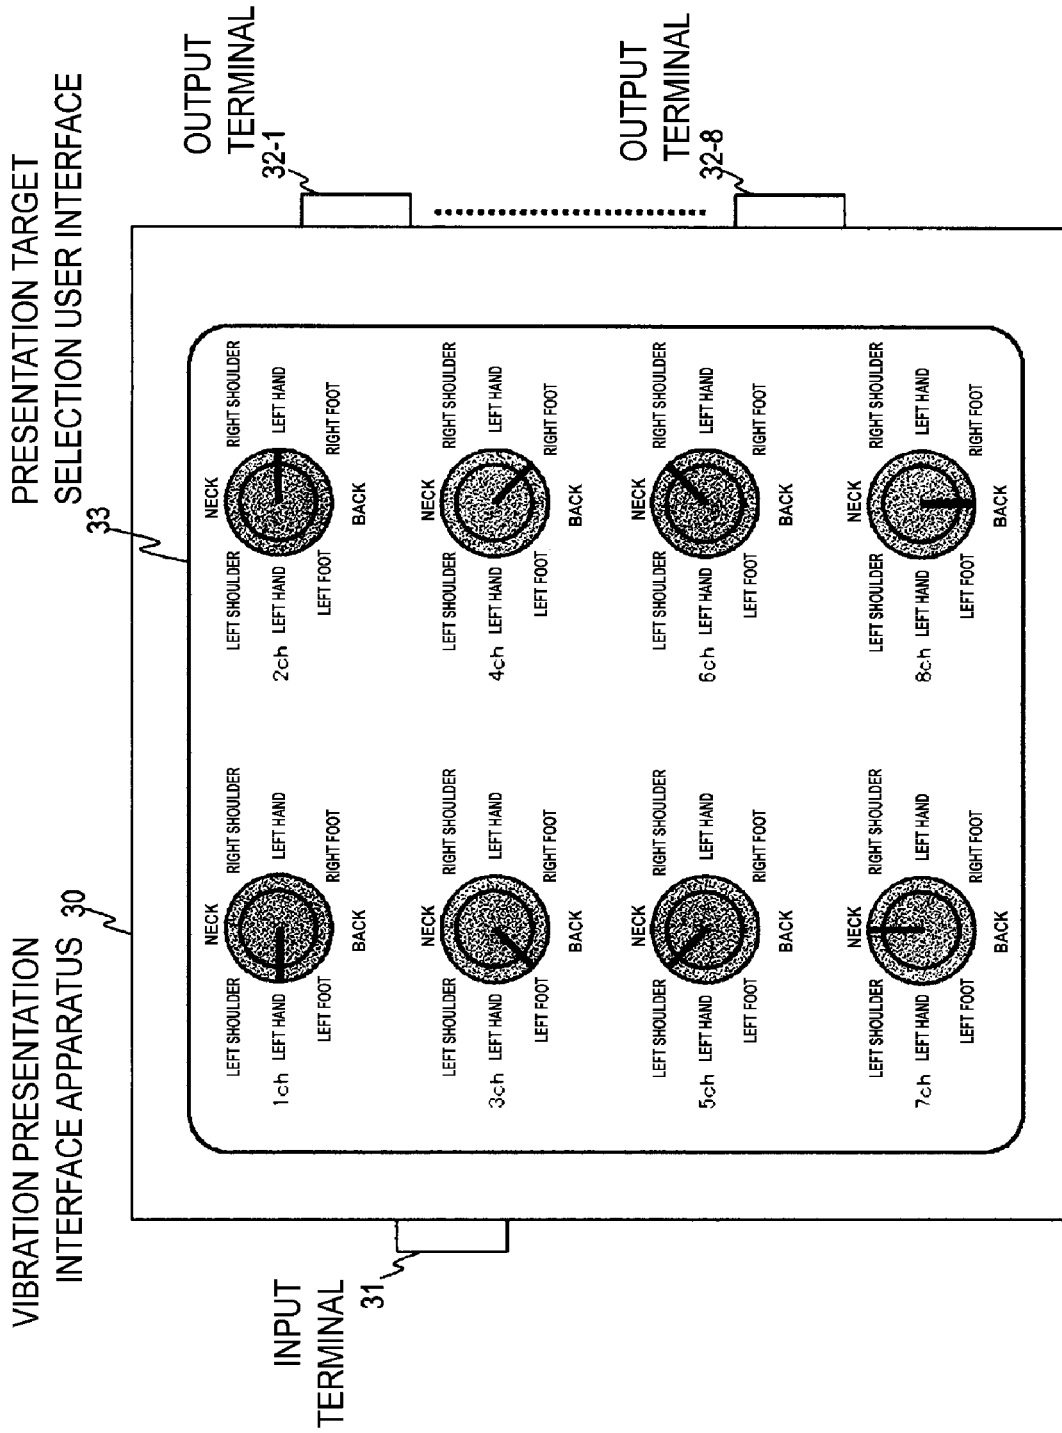 VIBRATION PRESENTATION
INTERFACE APPARATUS 30
PRESENTATION TARGET
SELECTION USER INTERFACE
33
INPUT
TERMINAL
31
OUTPUT
TERMINAL
32-1
OUTPUT
TERMINAL
32-8
1ch
LEFT SHOULDER
NECK
RIGHT SHOULDER
LEFT HAND
LEFT HAND
LEFT FOOT
BACK
RIGHT FOOT
2ch
LEFT SHOULDER
NECK
RIGHT SHOULDER
LEFT HAND
LEFT HAND
LEFT FOOT
BACK
RIGHT FOOT
3ch
LEFT SHOULDER
NECK
RIGHT SHOULDER
LEFT HAND
LEFT HAND
LEFT FOOT
BACK
RIGHT FOOT
4ch
LEFT SHOULDER
NECK
RIGHT SHOULDER
LEFT HAND
LEFT HAND
LEFT FOOT
BACK
RIGHT FOOT
5ch
LEFT SHOULDER
NECK
RIGHT SHOULDER
LEFT HAND
LEFT HAND
LEFT FOOT
BACK
RIGHT FOOT
6ch
LEFT SHOULDER
NECK
RIGHT SHOULDER
LEFT HAND
LEFT HAND
LEFT FOOT
BACK
RIGHT FOOT
7ch
LEFT SHOULDER
NECK
RIGHT SHOULDER
LEFT HAND
LEFT HAND
LEFT FOOT
BACK
RIGHT FOOT
8ch
LEFT SHOULDER
NECK
RIGHT SHOULDER
LEFT HAND
LEFT HAND
LEFT FOOT
BACK
RIGHT FOOT